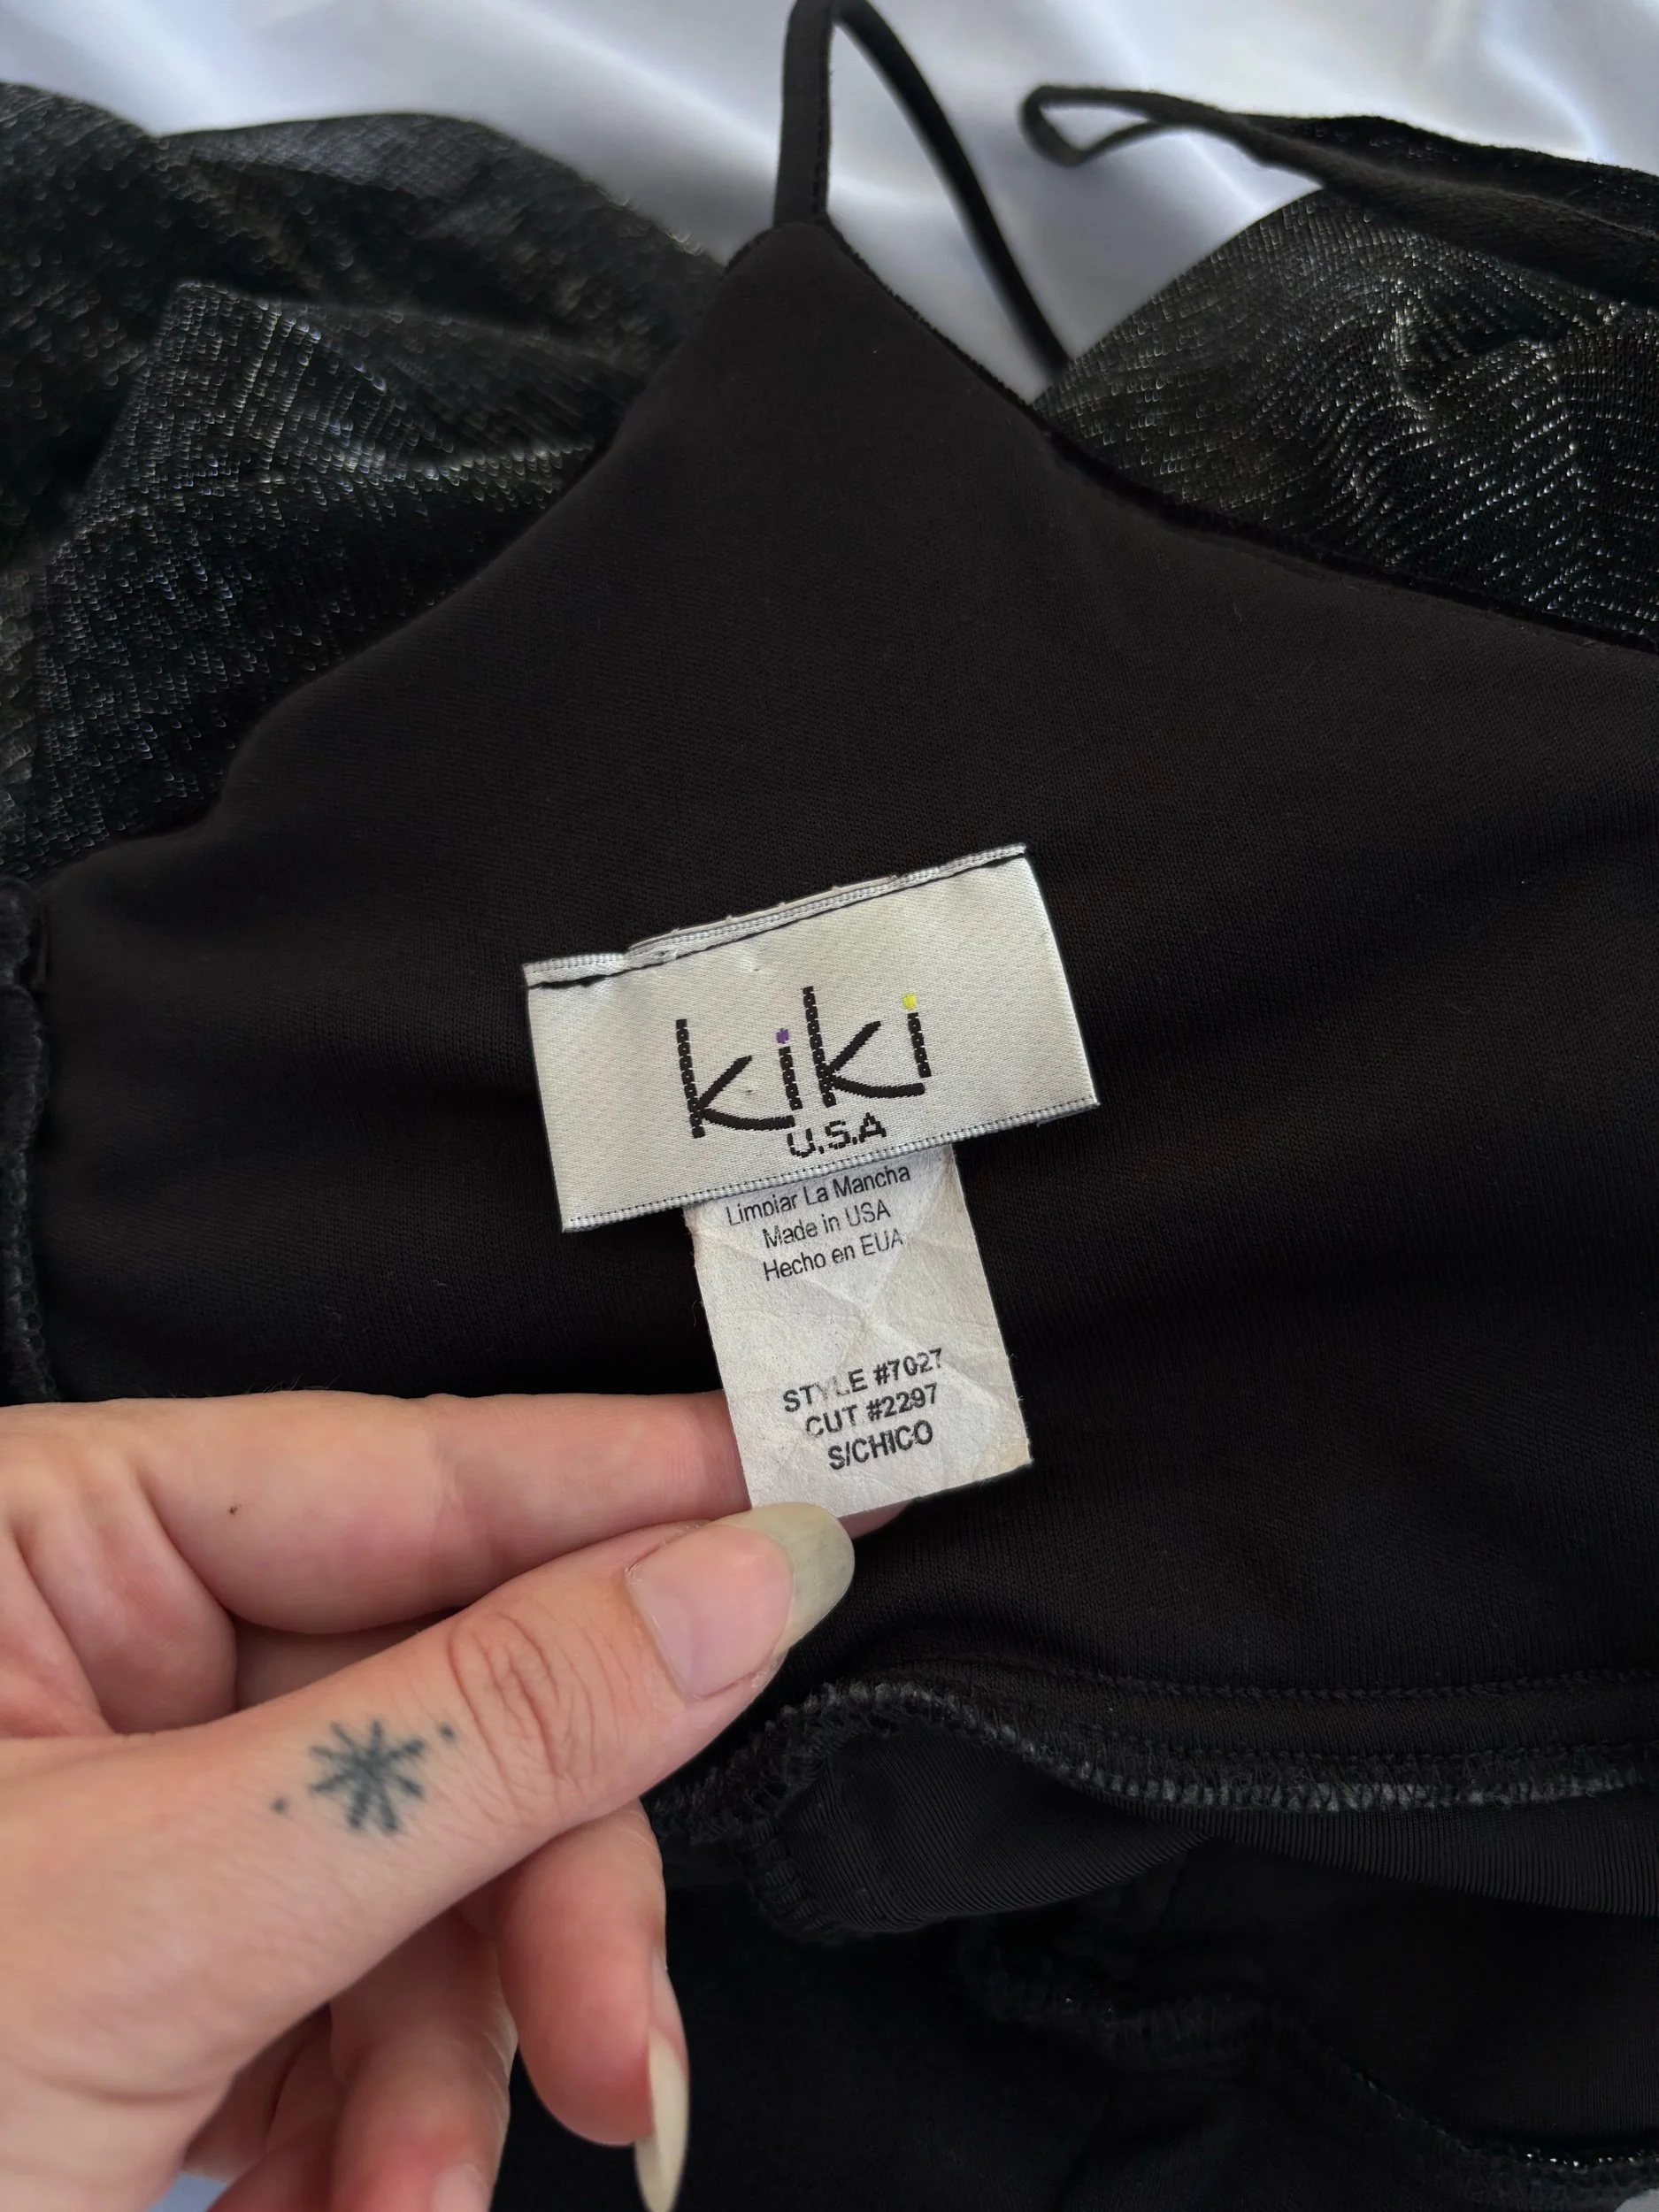 kiki
U.S.A
Limpiar La Mancha
Made in USA
Hecho en EUA
STYLE #7027
CUT #2297
S/CHICO